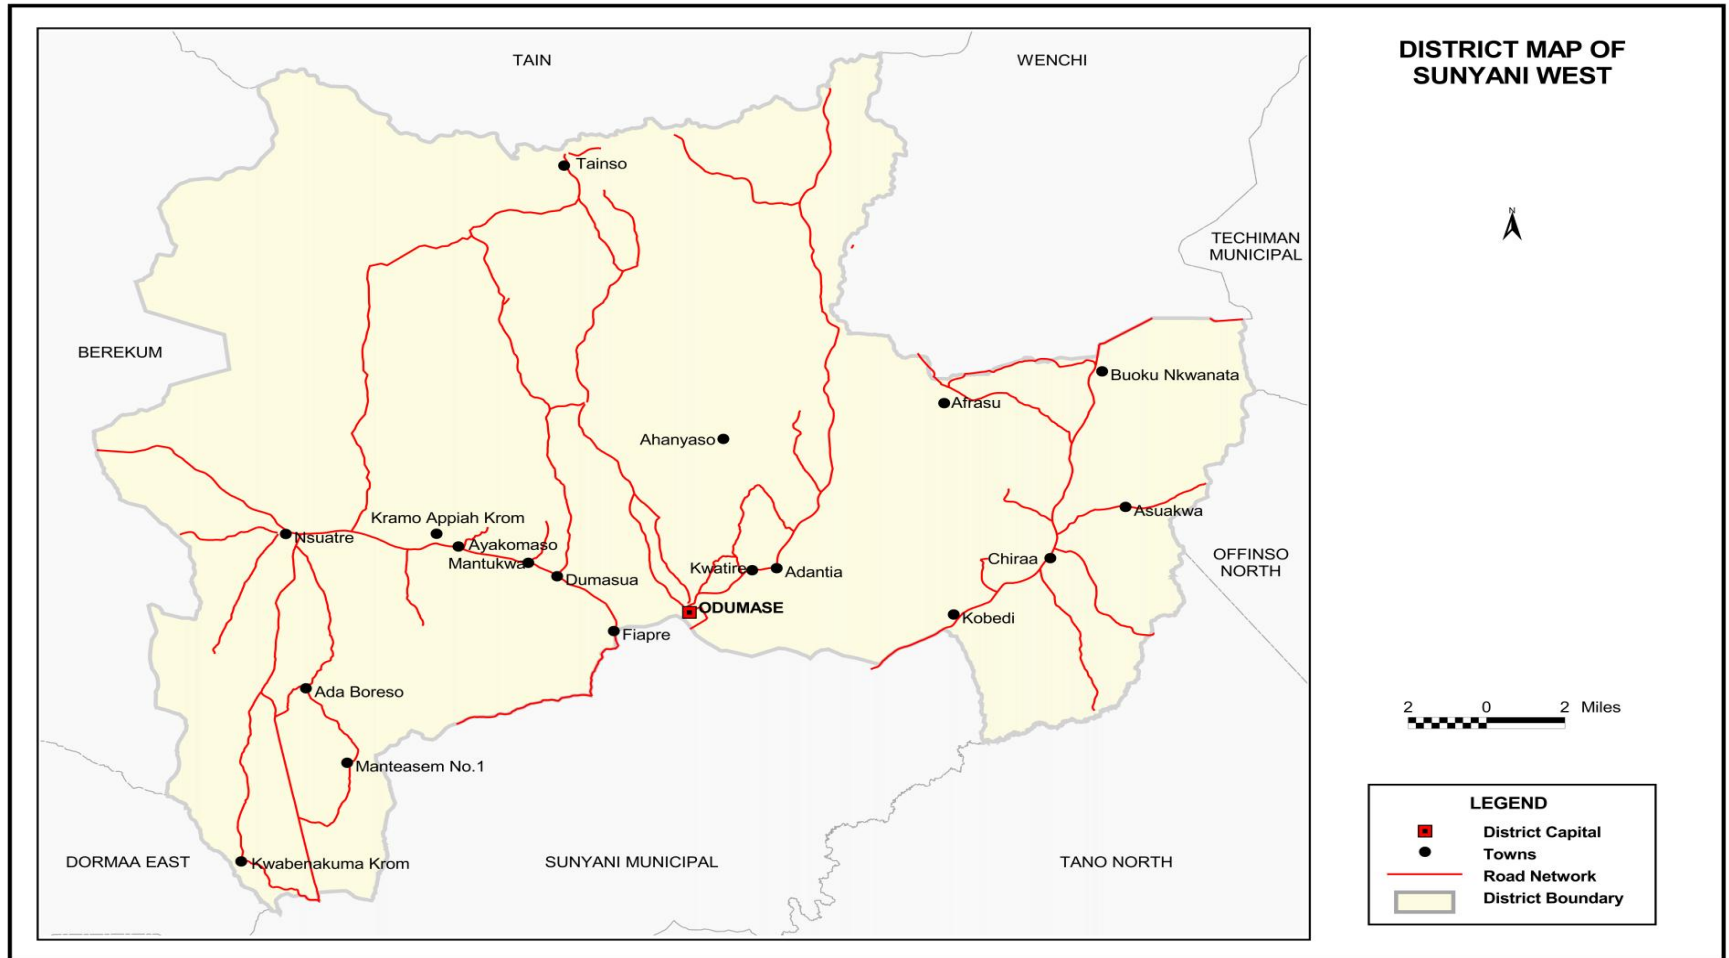 DISTRICT MAP OF
SUNYANI WEST
TAIN
WENCHI
Tainso
N
TECHIMAN
MUNICIPAL
BEREKUM
Buoku Nkwanata
Afrasu
Ahanyaso
Kramo Appiah Krom
Asuakwa
Nsuatre
Ayakomaso
Mantukwa
Chiraa
OFFINSO
NORTH
Kwatire
Adantia
Dumasua
ODUMASE
Kobedi
Fiapre
Ada Boreso
2 0 2 Miles
Manteasem No.1
LEGEND
District Capital
Towns
Road Network
District Boundary
DORMAA EAST
Kwabenakuma Krom
SUNYANI MUNICIPAL
TANO NORTH